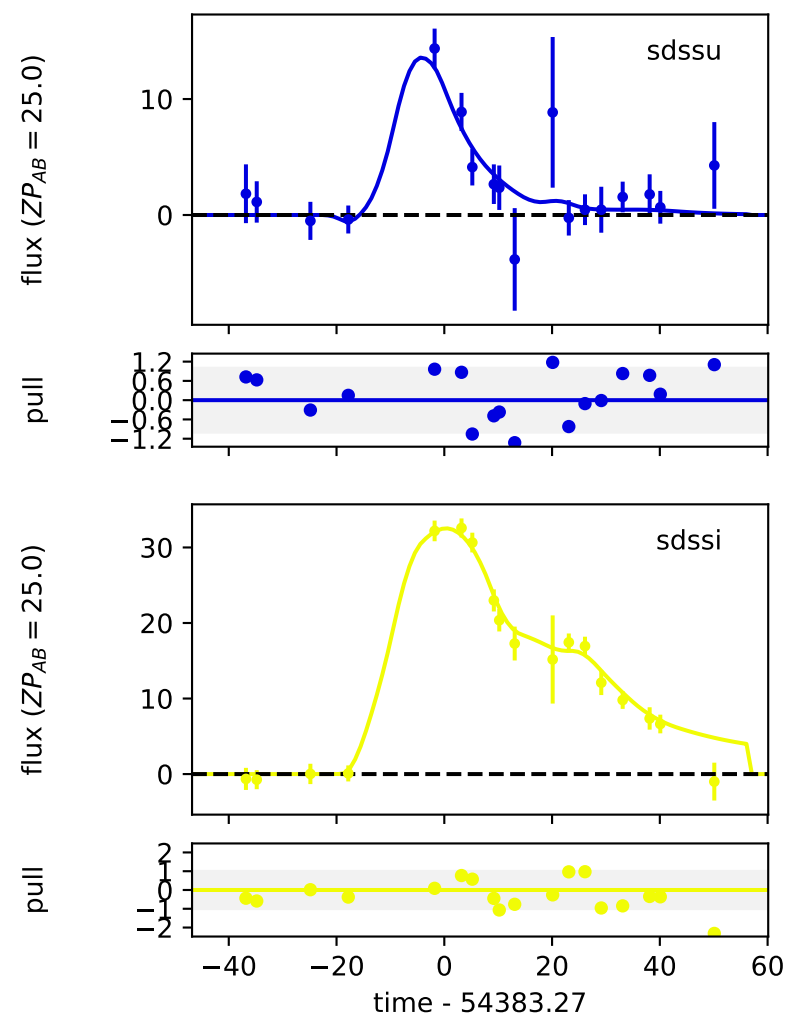 sdssu
10
0
flux (ZP_AB = 25.0)
1.2
0.6
0.0
−0.6
−1.2
pull
sdssi
30
20
10
0
flux (ZP_AB = 25.0)
2
1
0
−1
−2
pull
−40 −20 0 20 40 60
time - 54383.27